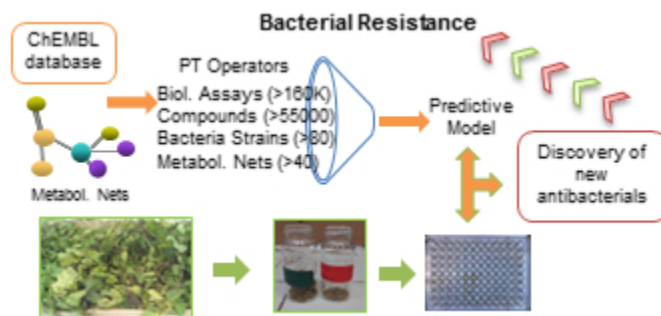 Bacterial Resistance
ChEMBL
database
PT Operators
Biol. Assays (>160K)
Compounds (>55000)
Bacteria Strains (>80)
Metabol. Nets (>40)
Metabol. Nets
Predictive
Model
Discovery of
new
antibacterials